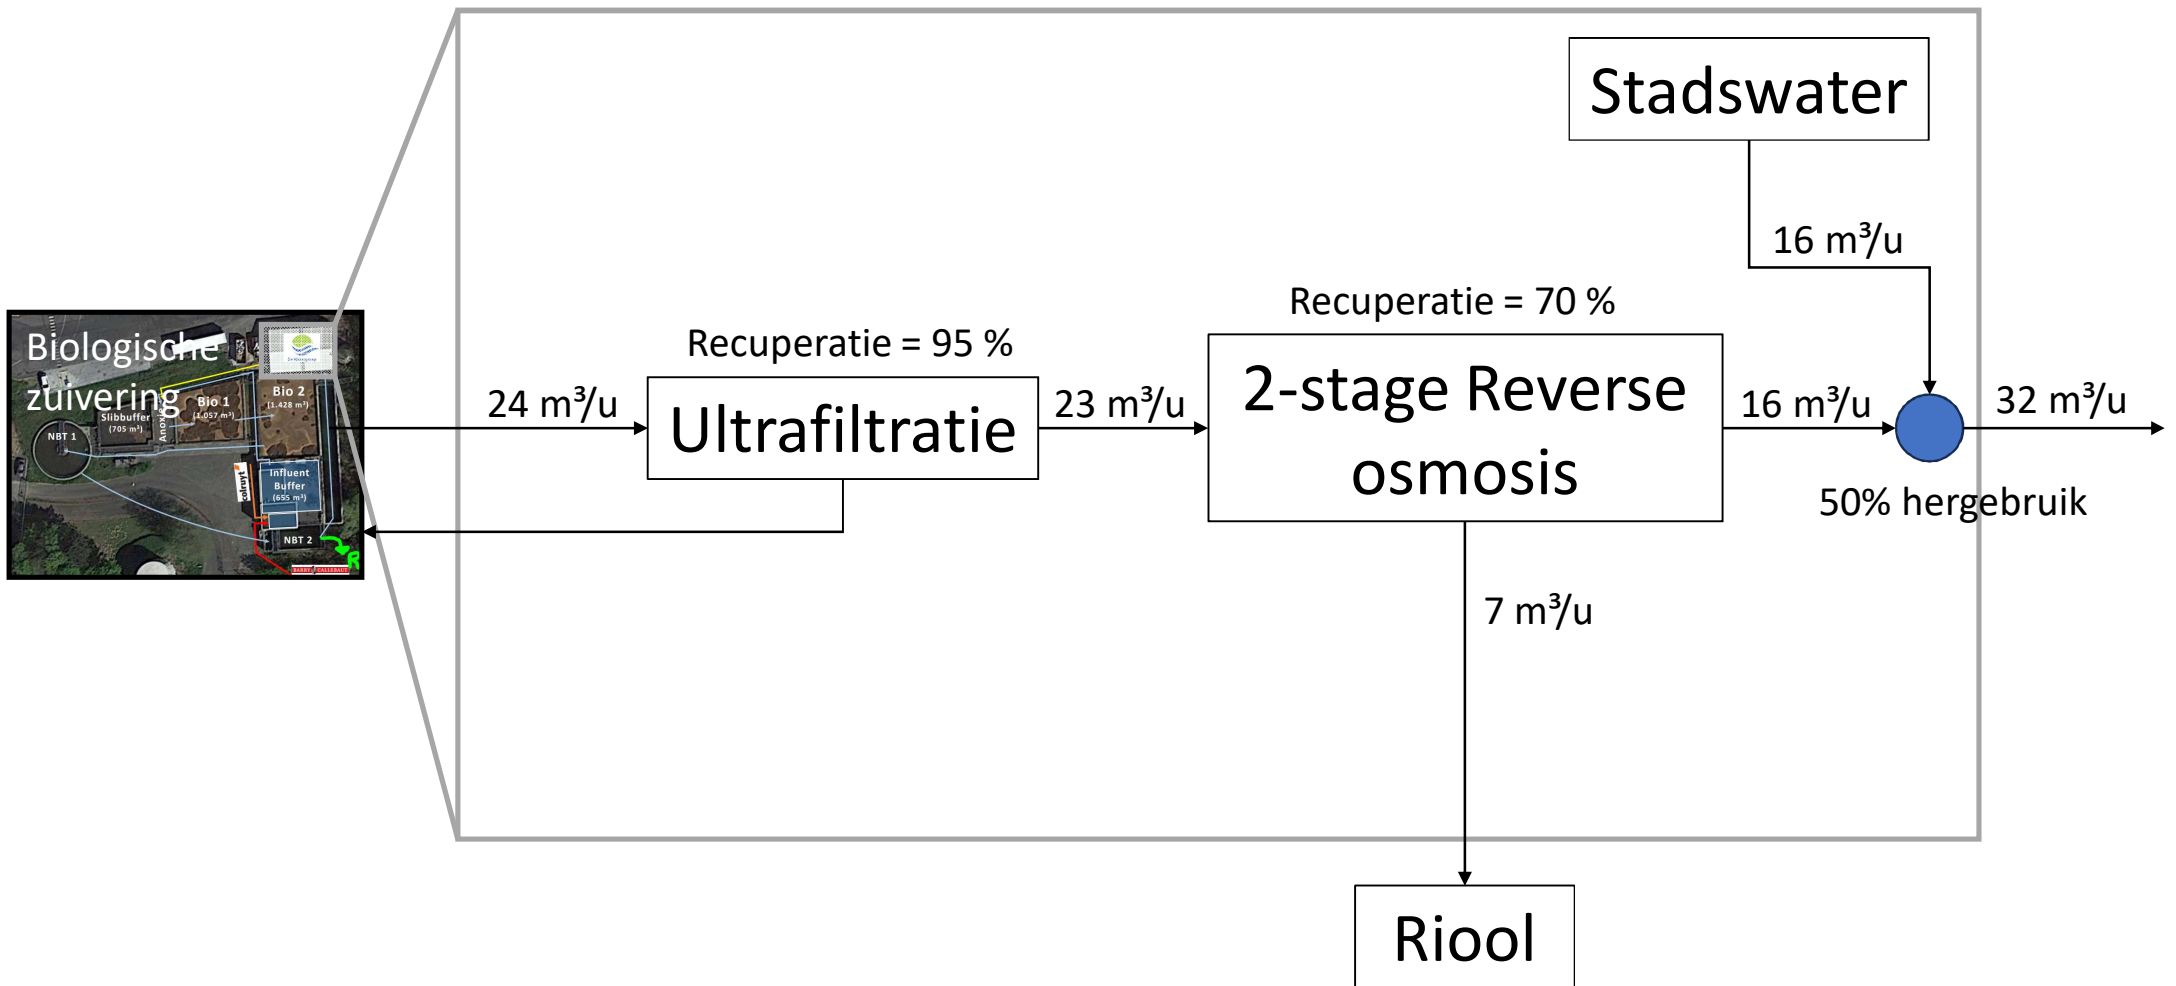 Stadswater
16 m³/u
Recuperatie = 70 %
Recuperatie = 95 %
Biologische
zuivering
24 m³/u
Ultrafiltratie
23 m³/u
2-stage Reverse
osmosis
16 m³/u
32 m³/u
50% hergebruik
7 m³/u
Riool
Bio 1
(1.057 m³)
Bio 2
(1.428 m³)
Slibbuffer
(705 m³)
NBT 1
Influent
Buffer
(655 m³)
colruyt
NBT 2
BARRY CALLEBAUT
R